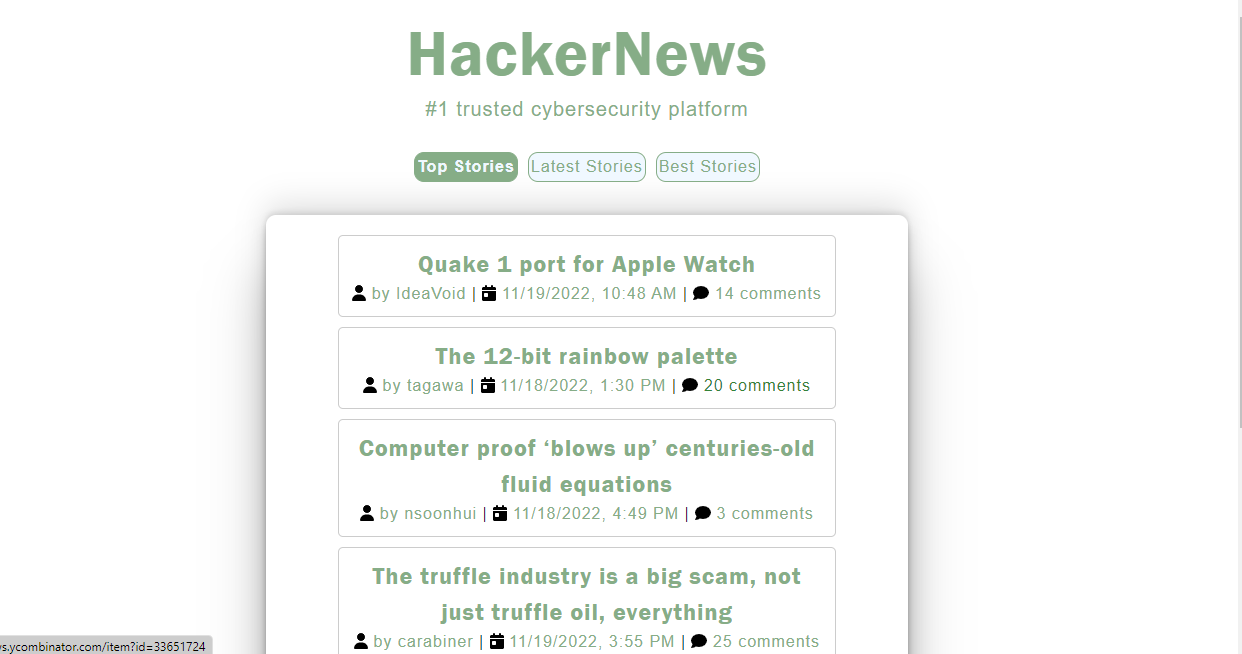 HackerNews
#1 trusted cybersecurity platform
Top Stories Latest Stories Best Stories
Quake 1 port for Apple Watch
by IdeaVoid | 11/19/2022, 10:48 AM | 14 comments
The 12-bit rainbow palette
by tagawa | 11/18/2022, 1:30 PM | 20 comments
Computer proof ‘blows up’ centuries-old
fluid equations
by nsoonhui | 11/18/2022, 4:49 PM | 3 comments
The truffle industry is a big scam, not
just truffle oil, everything
by carabiner | 11/19/2022, 3:55 PM | 25 comments
vs.ycombinator.com/item?id=33651724